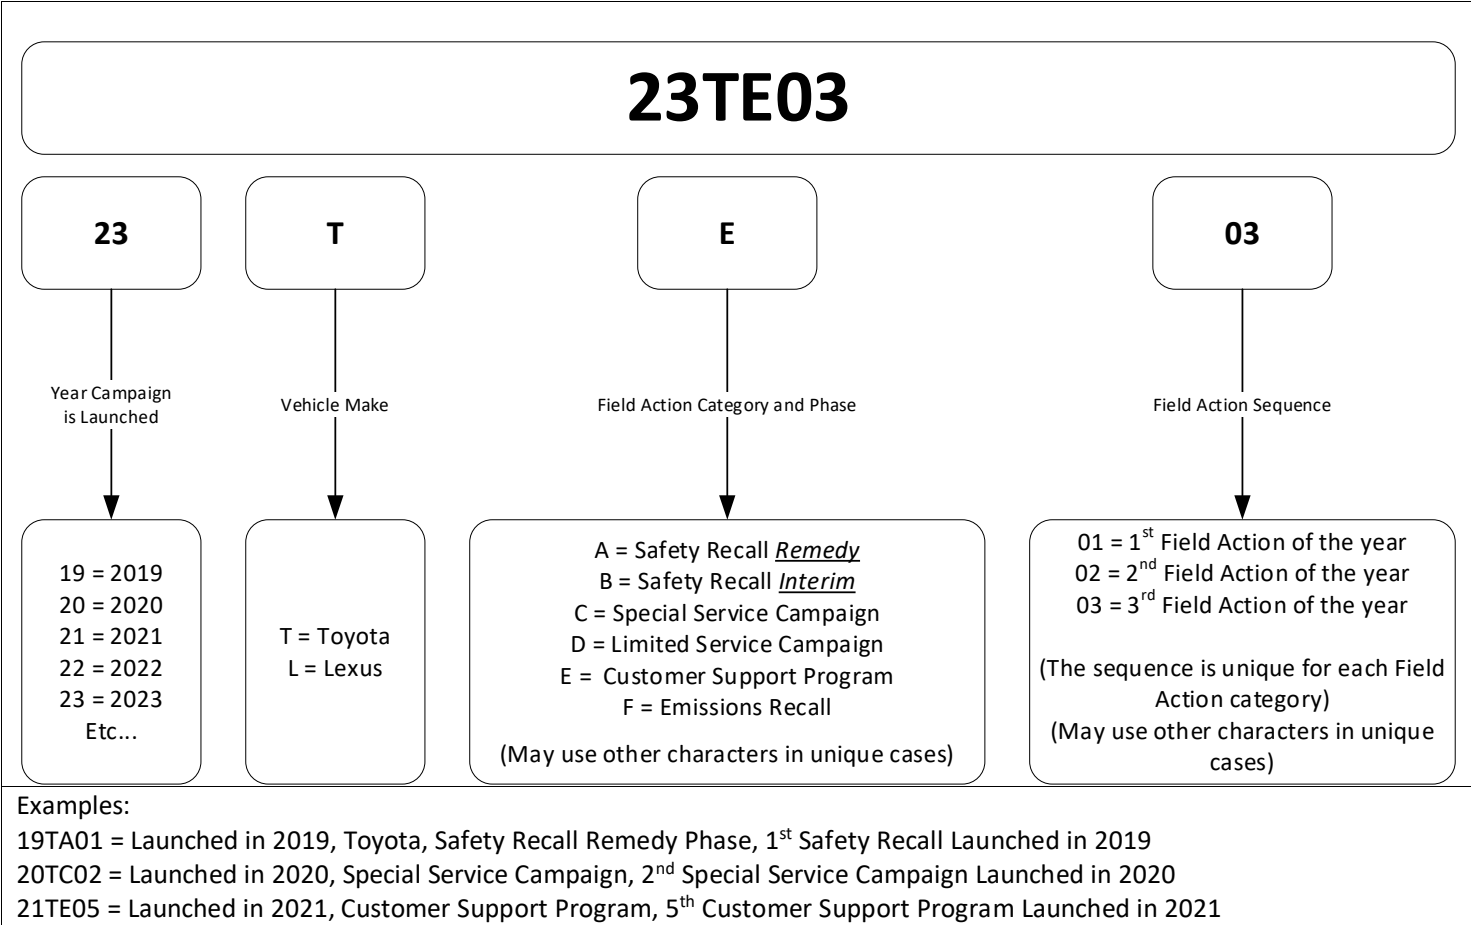 23TE03
23
T
E
03
Year Campaign
is Launched
Vehicle Make
Field Action Category and Phase
Field Action Sequence
19 = 2019
20 = 2020
21 = 2021
22 = 2022
23 = 2023
Etc...
T = Toyota
L = Lexus
A = Safety Recall Remedy
B = Safety Recall Interim
C = Special Service Campaign
D = Limited Service Campaign
E = Customer Support Program
F = Emissions Recall
(May use other characters in unique cases)
01 = 1st Field Action of the year
02 = 2nd Field Action of the year
03 = 3rd Field Action of the year
(The sequence is unique for each Field
Action category)
(May use other characters in unique
cases)
Examples:
19TA01 = Launched in 2019, Toyota, Safety Recall Remedy Phase, 1st Safety Recall Launched in 2019
20TC02 = Launched in 2020, Special Service Campaign, 2nd Special Service Campaign Launched in 2020
21TE05 = Launched in 2021, Customer Support Program, 5th Customer Support Program Launched in 2021